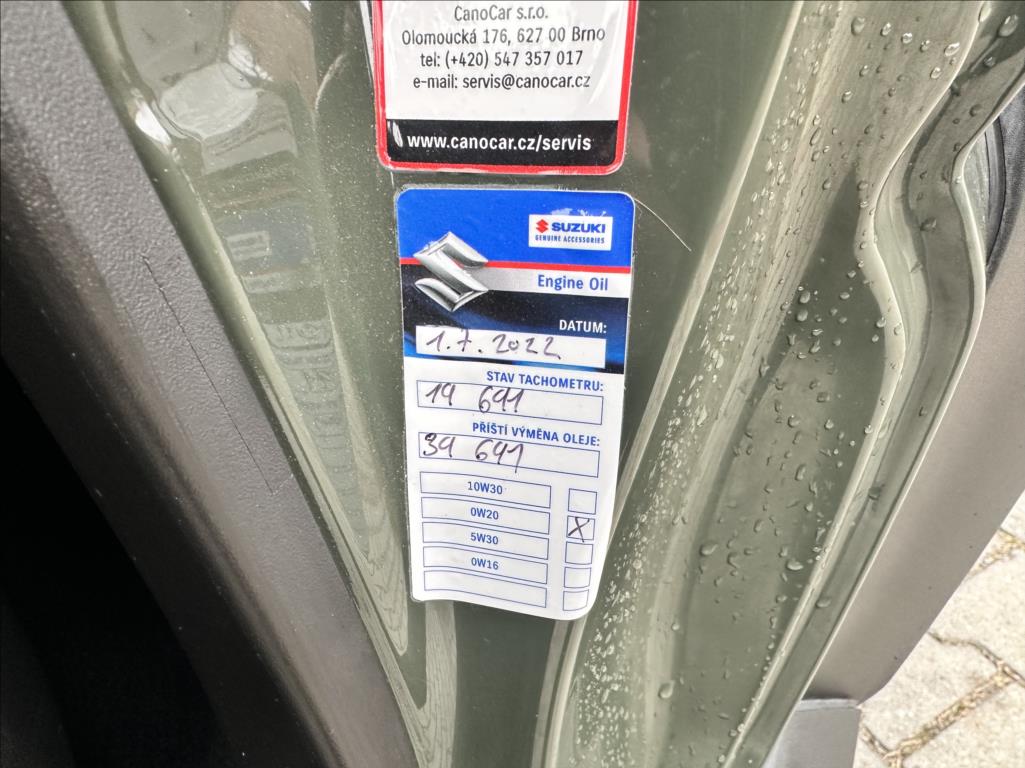 CanoCar s.r.o.
Olomoucká 176, 627 00 Brno
tel: (+420) 547 357 017
e-mail: servis@canocar.cz
www.canocar.cz/servis
SUZUKI
GENUINE ACCESSORIES
Engine Oil
DATUM:
1.7.2022
STAV TACHOMETRU:
19 691
PŘÍŠTÍ VÝMĚNA OLEJE:
39 691
10W30
0W20
X
5W30
0W16